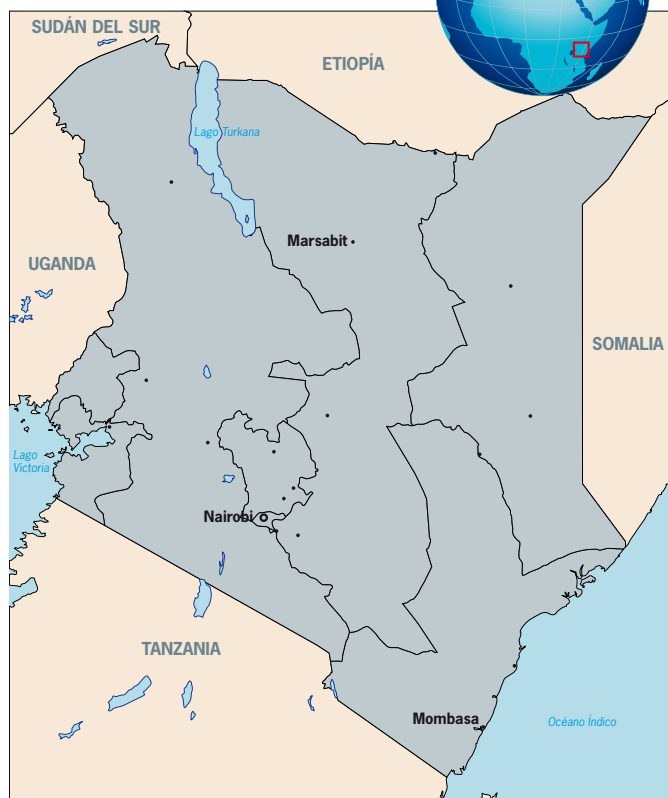 SUDÁN DEL SUR
ETIOPÍA
Lago Turkana
Marsabit
UGANDA
SOMALIA
Lago
Victoria
Nairobi
TANZANIA
Mombasa
Océano Índico